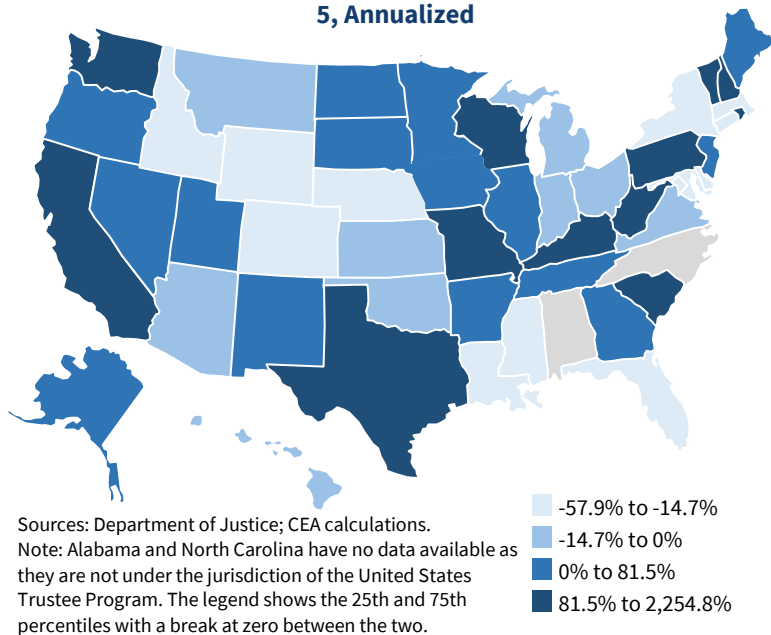 5, Annualized
-57.9% to -14.7%
-14.7% to 0%
0% to 81.5%
81.5% to 2,254.8%
Sources: Department of Justice; CEA calculations.
Note: Alabama and North Carolina have no data available as
they are not under the jurisdiction of the United States
Trustee Program. The legend shows the 25th and 75th
percentiles with a break at zero between the two.